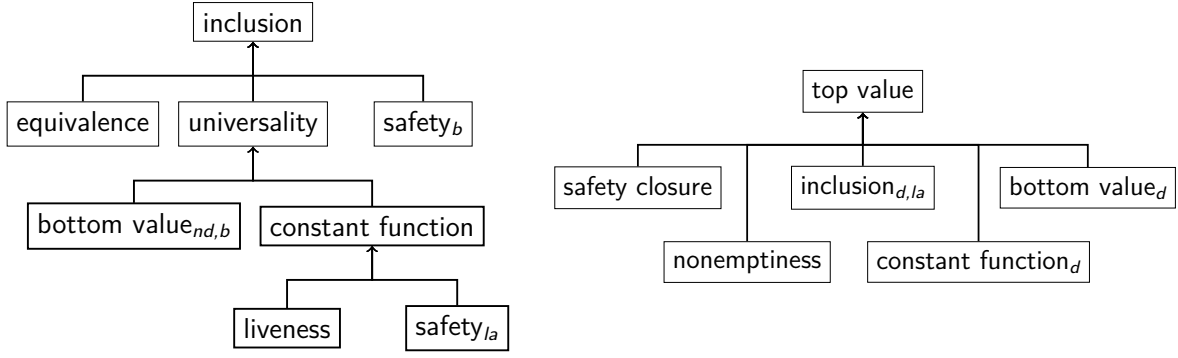 inclusion
equivalence
universality
safety_b
bottom value_nd,b
constant function
liveness
safety_la
top value
safety closure
inclusion_d,la
bottom value_d
nonemptiness
constant function_d